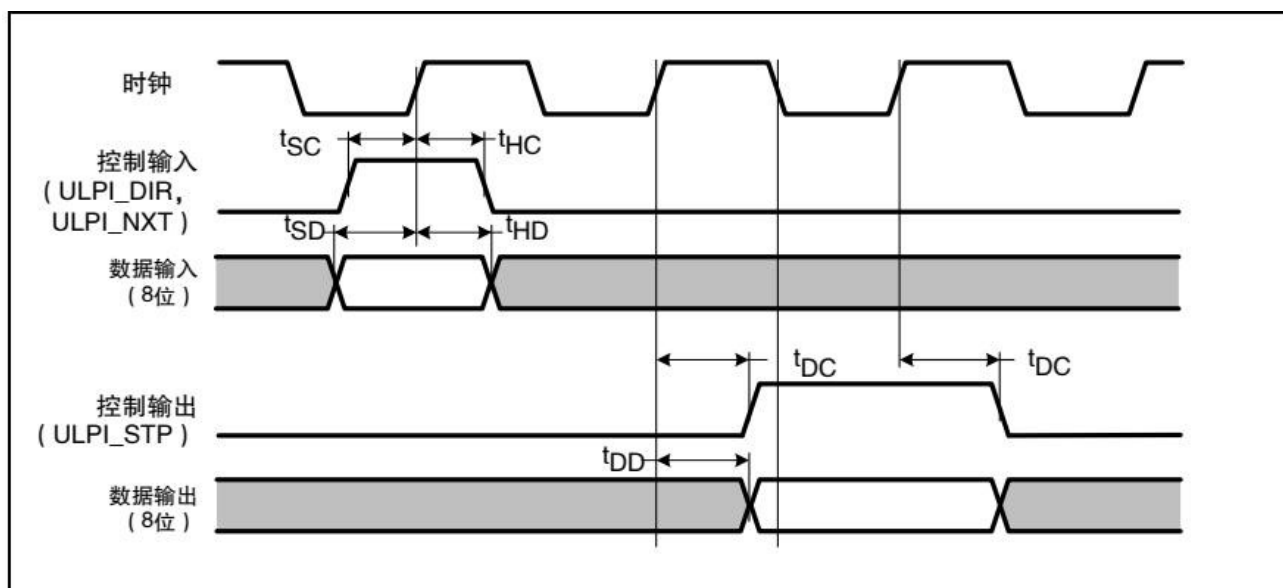 时钟
tSC
tHC
控制输入
（ULPI_DIR，
ULPI_NXT）
tSD
tHD
数据输入
（8位）
tDC
tDC
控制输出
（ULPI_STP）
tDD
数据输出
（8位）